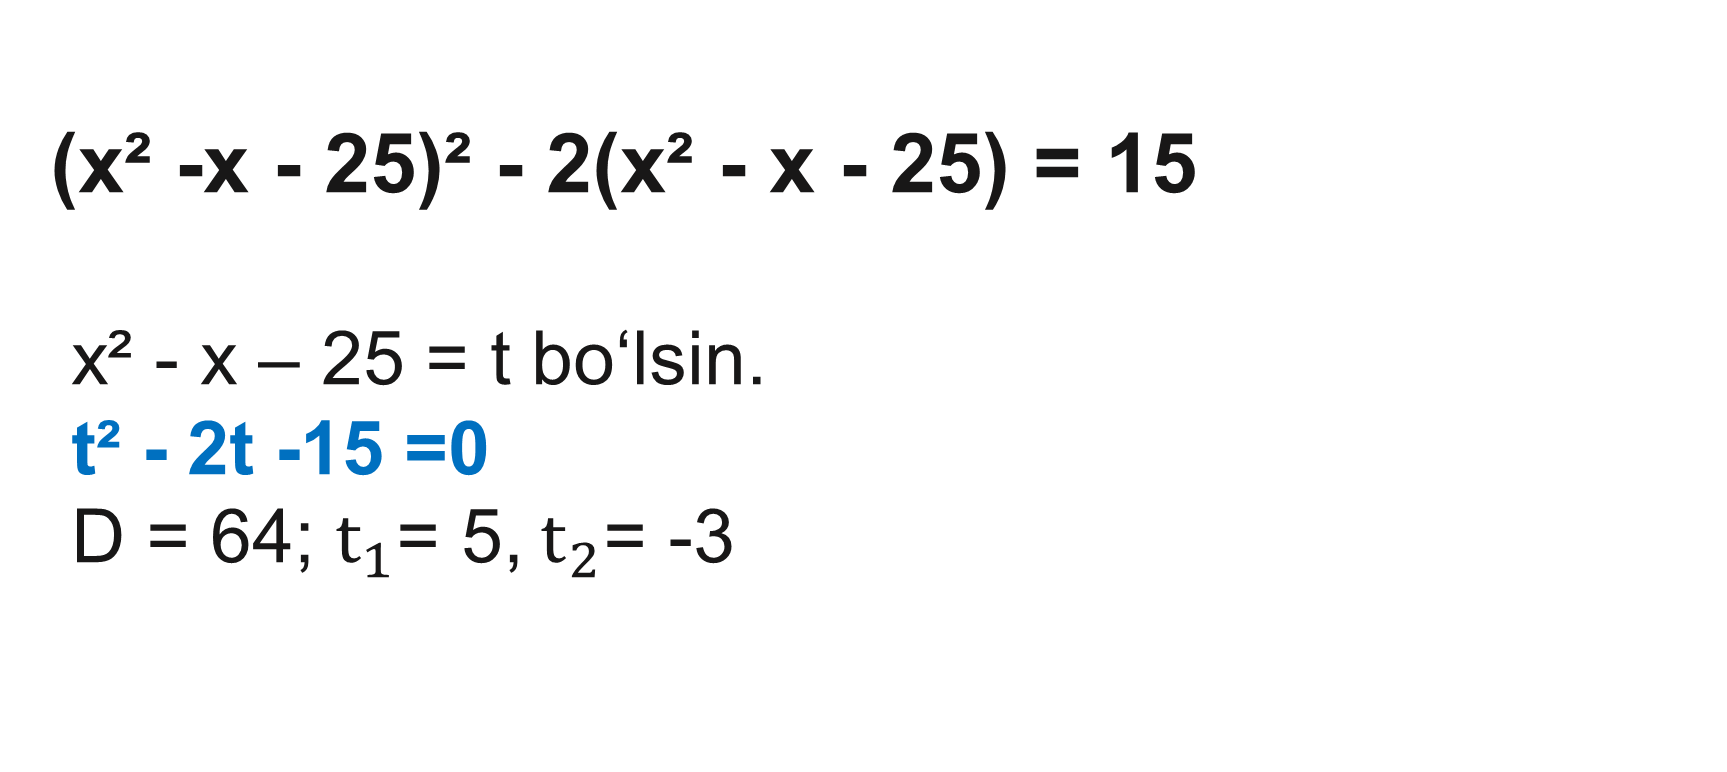 (x² -x - 25)² - 2(x² - x - 25) = 15
x² - x – 25 = t bo‘lsin.
t² - 2t -15 =0
D = 64; t₁= 5, t₂= -3